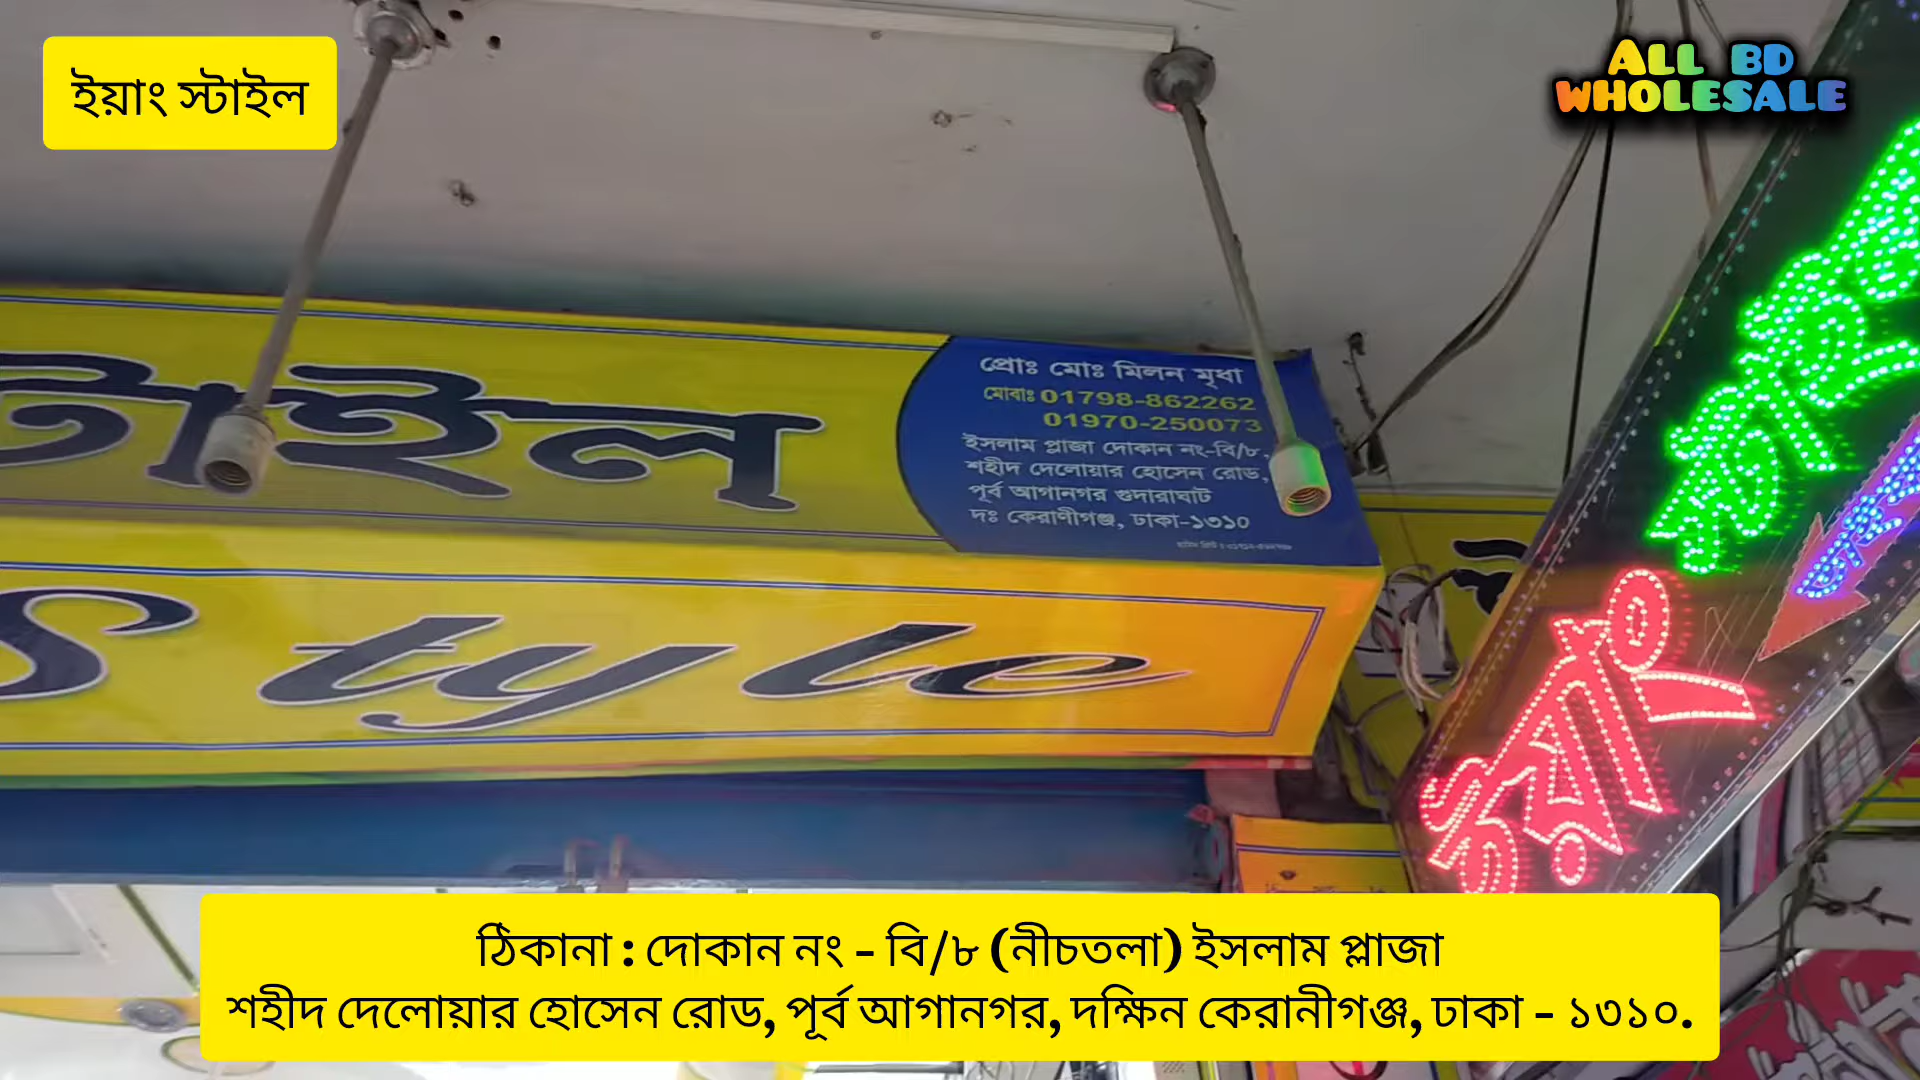 ইয়াং স্টাইল
ALL BD
WHOLESALE
টাইল
প্রোঃ মোঃ মিলন মৃধা
মোবাঃ 01798-862262
01970-250073
ইসলাম প্লাজা দোকান নং-বি/৮,
শহীদ দেলোয়ার হোসেন রোড,
পূর্ব আগানগর গুদারাঘাট
দঃ কেরাণীগঞ্জ, ঢাকা-১৩১০
Style
ইয়াং
ঠিকানা : দোকান নং - বি/৮ (নীচতলা) ইসলাম প্লাজা
শহীদ দেলোয়ার হোসেন রোড, পূর্ব আগানগর, দক্ষিন কেরানীগঞ্জ, ঢাকা - ১৩১০.